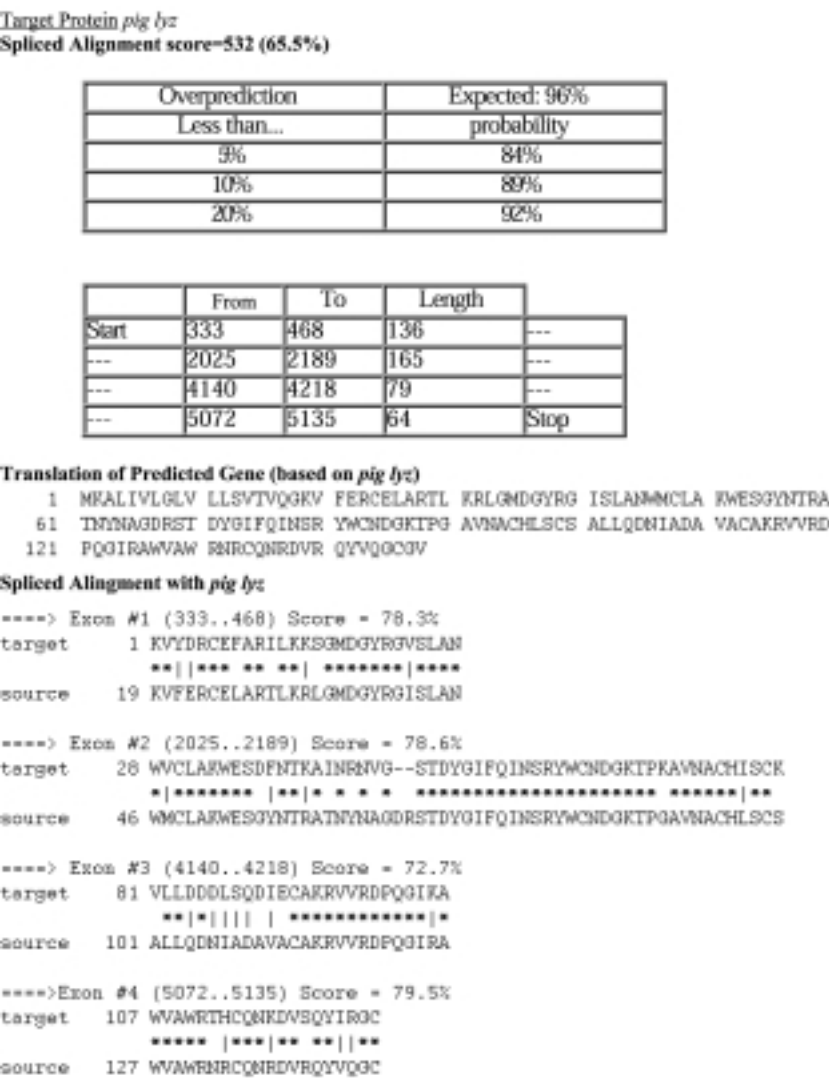 Target Protein pig lyz
Spliced Alignment score=532 (65.5%)
Overprediction Expected: 96%
Less than... probability
5% 84%
10% 89%
20% 92%
From To Length
Start 333 468 136 ---
--- 2025 2189 165 ---
--- 4140 4218 79 ---
--- 5072 5135 64 Stop
Translation of Predicted Gene (based on pig lyz)
1 MKALIVLGLV LLSVTVQGKV FERCELARTL KRLGMDGYRG ISLANWMCLA KWESGYNTRA
61 TNYNAGDRST DYGIFQINSR YWCNDGKTPG AVNACHLSCS ALLQDNIADA VACAKRVVRD
121 PQGIRAWVAW RNRCQNRDVR QYVQGCGV
Spliced Alingment with pig lyz
----> Exon #1 (333..468) Score = 78.3%
target 1 KVYDRCEFARILKKSGMDGYRGVSLAN
**||*** ** **| *******|****
source 19 KVFERCELARTLKRLGMDGYRGISLAN
----> Exon #2 (2025..2189) Score = 78.6%
target 28 WVCLAKWESDFNTKAINRNVG--STDYGIFQINSRYWCNDGKTPKAVNACHISCK
*|******* |**|* * * * ********************* ******|**
source 46 WMCLAKWESGYNTRATNYNAGDRSTDYGIFQINSRYWCNDGKTPGAVNACHLSCS
----> Exon #3 (4140..4218) Score = 72.7%
target 81 VLLDDDLSQDIECAKRVVRDPQGIKA
**|*|||| | ************|*
source 101 ALLQDNIADAVACAKRVVRDPQGIRA
---->Exon #4 (5072..5135) Score = 79.5%
target 107 WVAWRTHCQNKDVSQYIRGC
***** |***|** **||**
source 127 WVAWRNRCQNRDVRQYVQGC